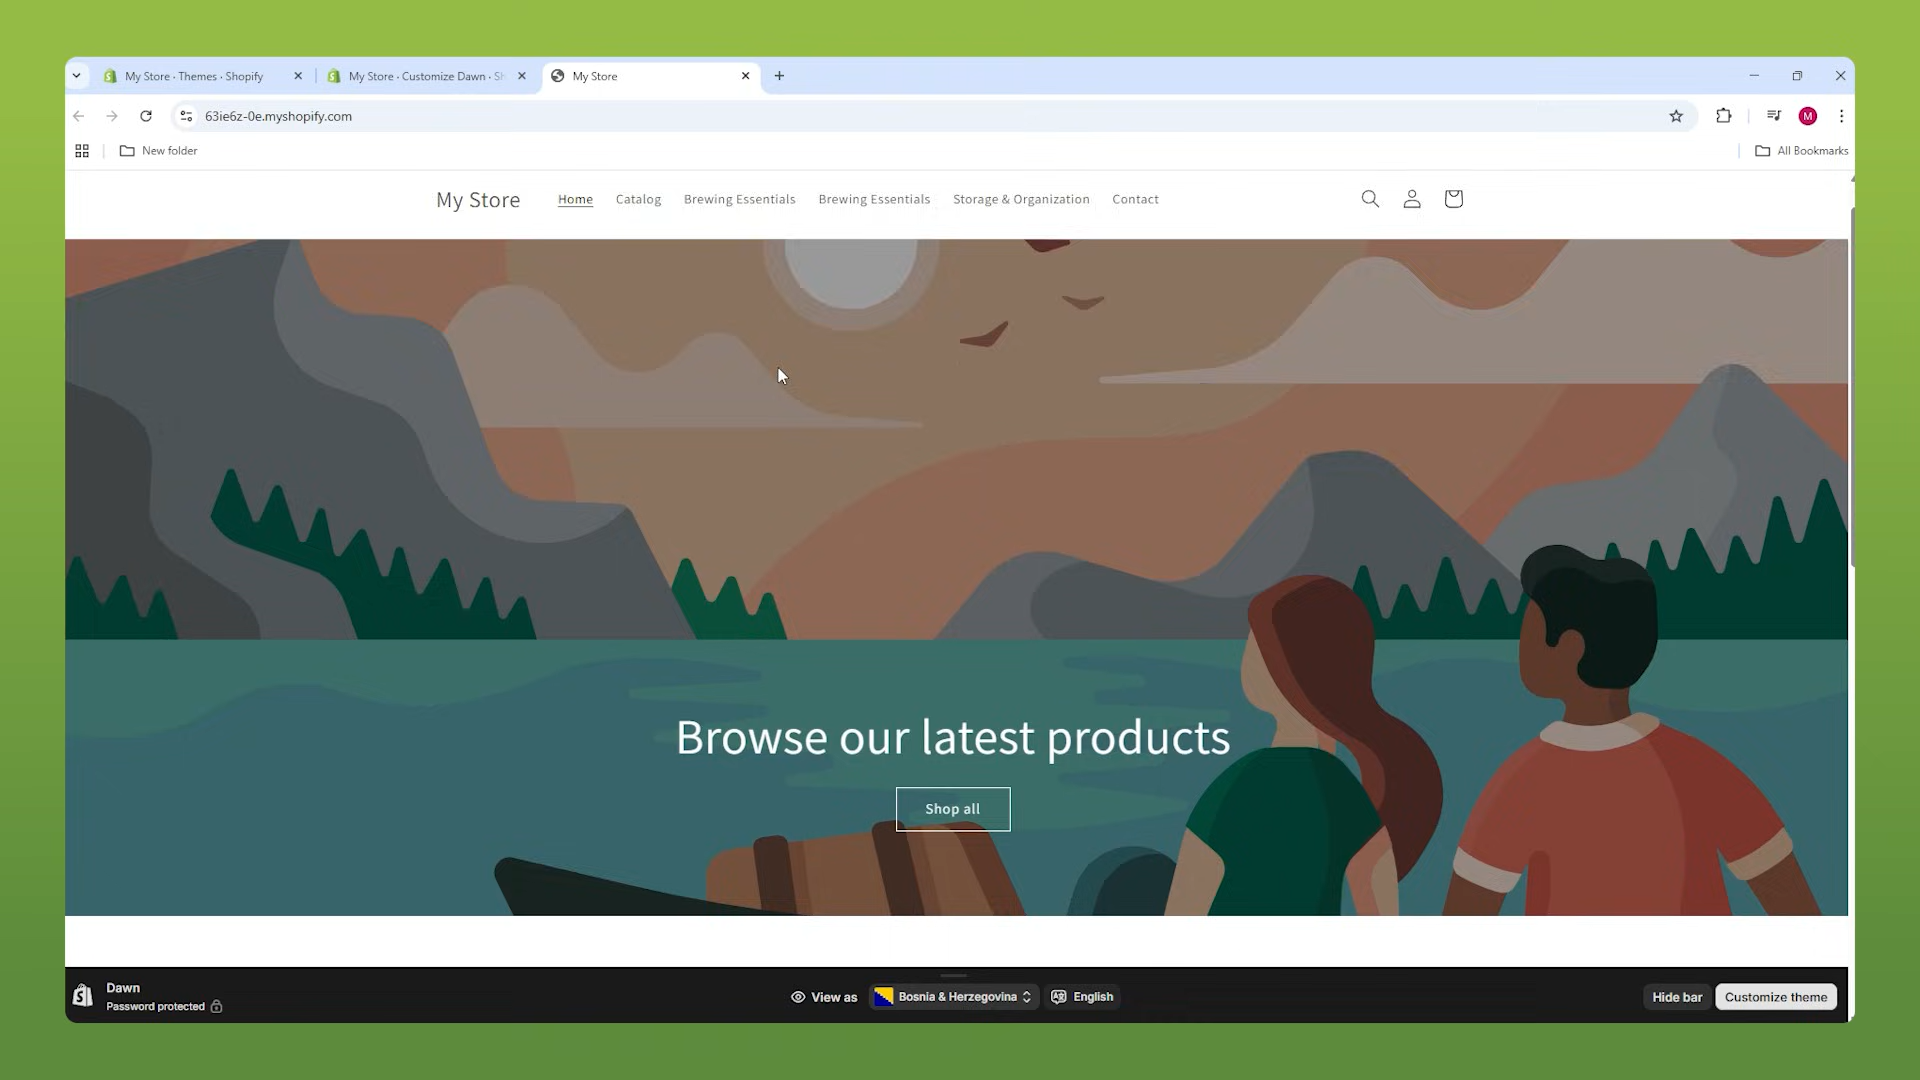 My Store · Themes · Shopify
My Store · Customize Dawn · Sh
My Store
63ie6z-0e.myshopify.com
New folder
All Bookmarks
My Store
Home
Catalog
Brewing Essentials
Brewing Essentials
Storage & Organization
Contact
Browse our latest products
Shop all
Dawn
Password protected
View as
Bosnia & Herzegovina
English
Hide bar
Customize theme
M